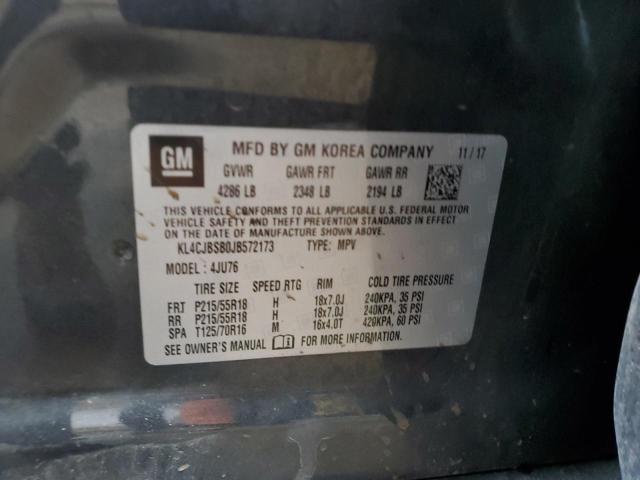 GM MFD BY GM KOREA COMPANY 11/17
GVWR GAWR FRT GAWR RR
4286 LB 2348 LB 2194 LB
THIS VEHICLE CONFORMS TO ALL APPLICABLE U.S. FEDERAL MOTOR
VEHICLE SAFETY AND THEFT PREVENTION STANDARDS IN EFFECT
ON THE DATE OF MANUFACTURE SHOWN ABOVE.
KL4CJBSB0JB572173 TYPE: MPV
MODEL: 4JU76
TIRE SIZE SPEED RTG RIM COLD TIRE PRESSURE
FRT P215/55R18 H 18x7.0J 240KPA, 35 PSI
RR P215/55R18 H 18x7.0J 240KPA, 35 PSI
SPA T125/70R16 M 16x4.0T 420KPA, 60 PSI
SEE OWNER'S MANUAL FOR MORE INFORMATION.